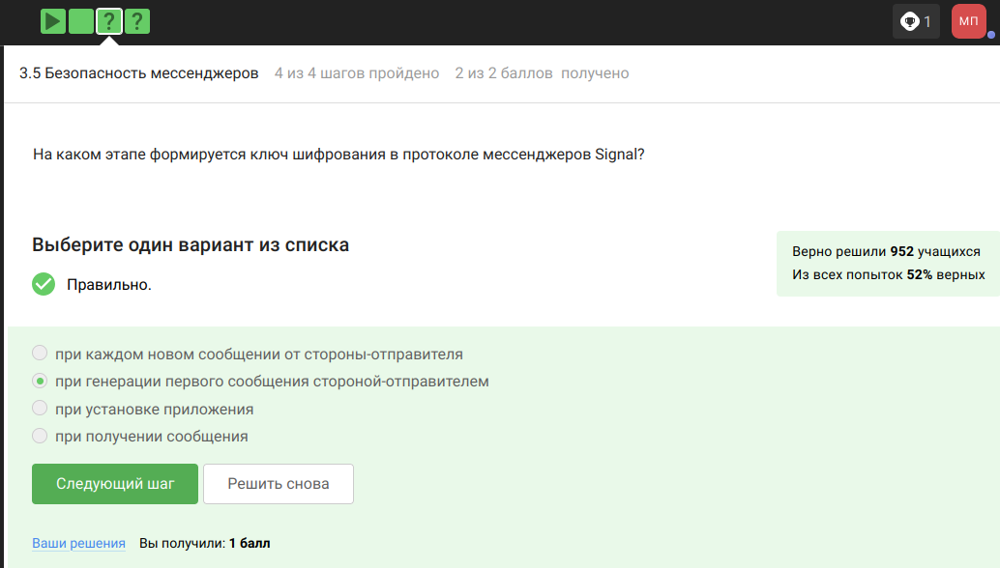 ? ?
1
МП
3.5 Безопасность мессенджеров 4 из 4 шагов пройдено 2 из 2 баллов получено
На каком этапе формируется ключ шифрования в протоколе мессенджеров Signal?
Выберите один вариант из списка
Правильно.
Верно решили 952 учащихся
Из всех попыток 52% верных
при каждом новом сообщении от стороны-отправителя
при генерации первого сообщения стороной-отправителем
при установке приложения
при получении сообщения
Следующий шаг
Решить снова
Ваши решения Вы получили: 1 балл